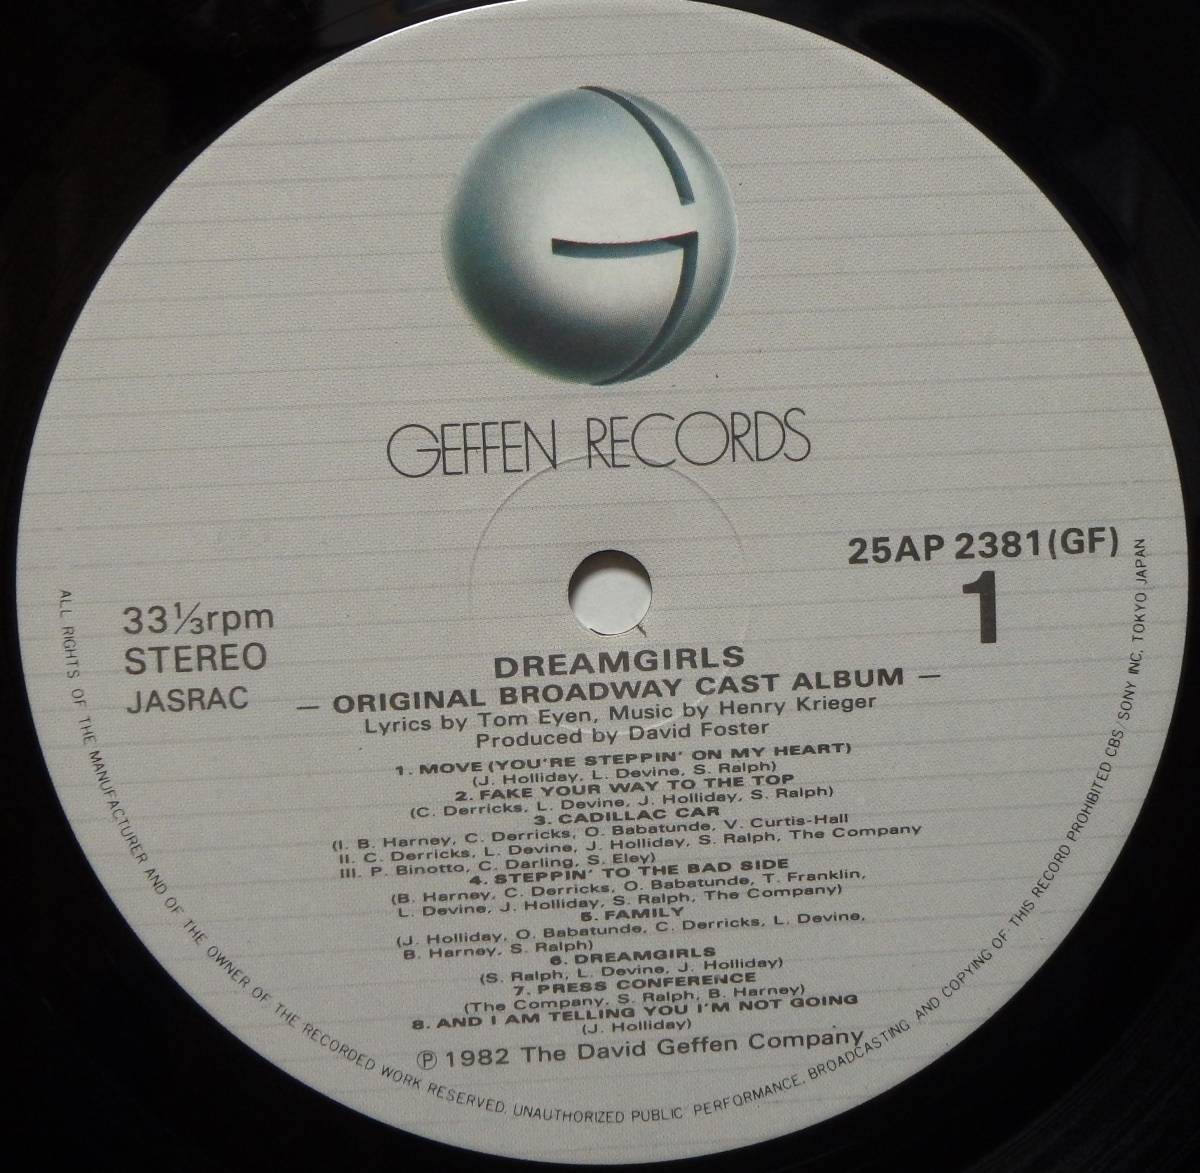 GEFFEN RECORDS
25AP 2381(GF)
1
33⅓rpm
STEREO
JASRAC
DREAMGIRLS
— ORIGINAL BROADWAY CAST ALBUM —
Lyrics by Tom Eyen, Music by Henry Krieger
Produced by David Foster
1. MOVE (YOU'RE STEPPIN' ON MY HEART)
(J. Holliday, L. Devine, S. Ralph)
2. FAKE YOUR WAY TO THE TOP
(C. Derricks, L. Devine, J. Holliday, S. Ralph)
3. CADILLAC CAR
(I. B. Harney, C. Derricks, O. Babatunde, V. Curtis-Hall
II. C. Derricks, L. Devine, J. Holliday, S. Ralph, The Company
III. P. Binotto, C. Darling, S. Eley)
4. STEPPIN' TO THE BAD SIDE
(B. Harney, C. Derricks, O. Babatunde, T. Franklin,
L. Devine, J. Holliday, S. Ralph, The Company)
5. FAMILY
(J. Holliday, O. Babatunde, C. Derricks, L. Devine,
B. Harney, S. Ralph)
6. DREAMGIRLS
(S. Ralph, L. Devine, J. Holliday)
7. PRESS CONFERENCE
(The Company, S. Ralph, B. Harney)
8. AND I AM TELLING YOU I'M NOT GOING
(J. Holliday)
Ⓟ 1982 The David Geffen Company
ALL RIGHTS OF THE MANUFACTURER AND OF THE OWNER OF THE RECORDED WORK RESERVED. UNAUTHORIZED PUBLIC PERFORMANCE, BROADCASTING AND COPYING OF THIS RECORD PROHIBITED CBS/SONY INC, TOKYO JAPAN